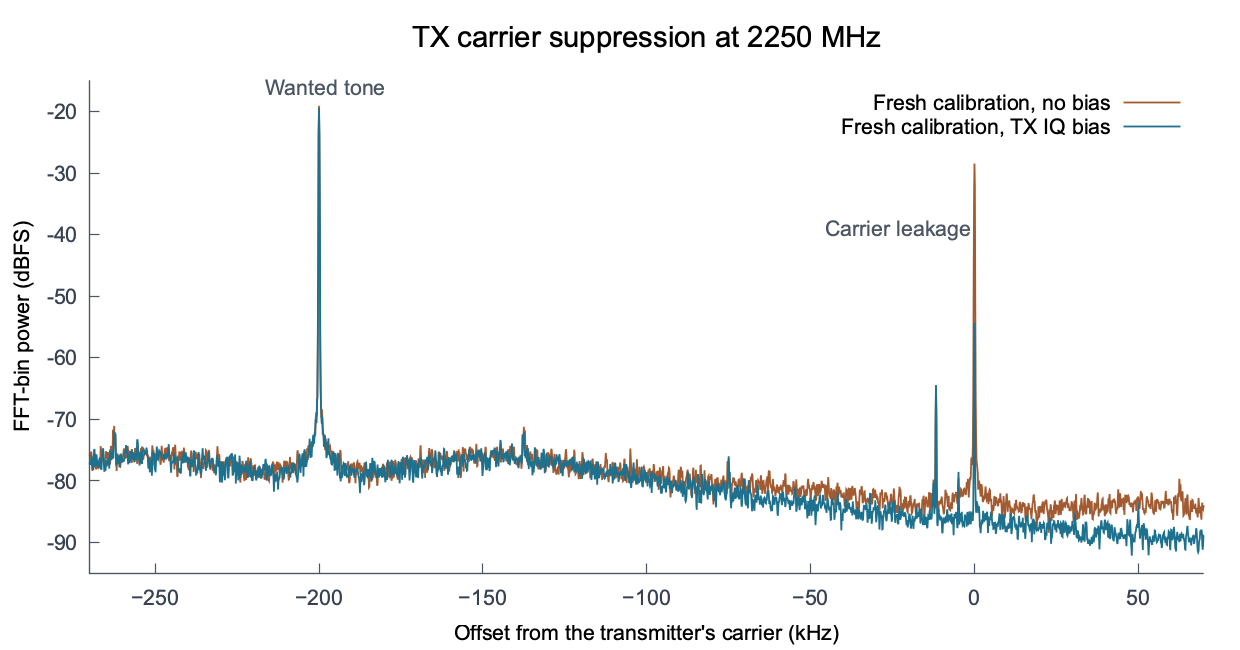 TX carrier suppression at 2250 MHz
Wanted tone
Fresh calibration, no bias
Fresh calibration, TX IQ bias
Carrier leakage
FFT-bin power (dBFS)
-20
-30
-40
-50
-60
-70
-80
-90
−250 −200 −150 −100 −50 0 50
Offset from the transmitter's carrier (kHz)